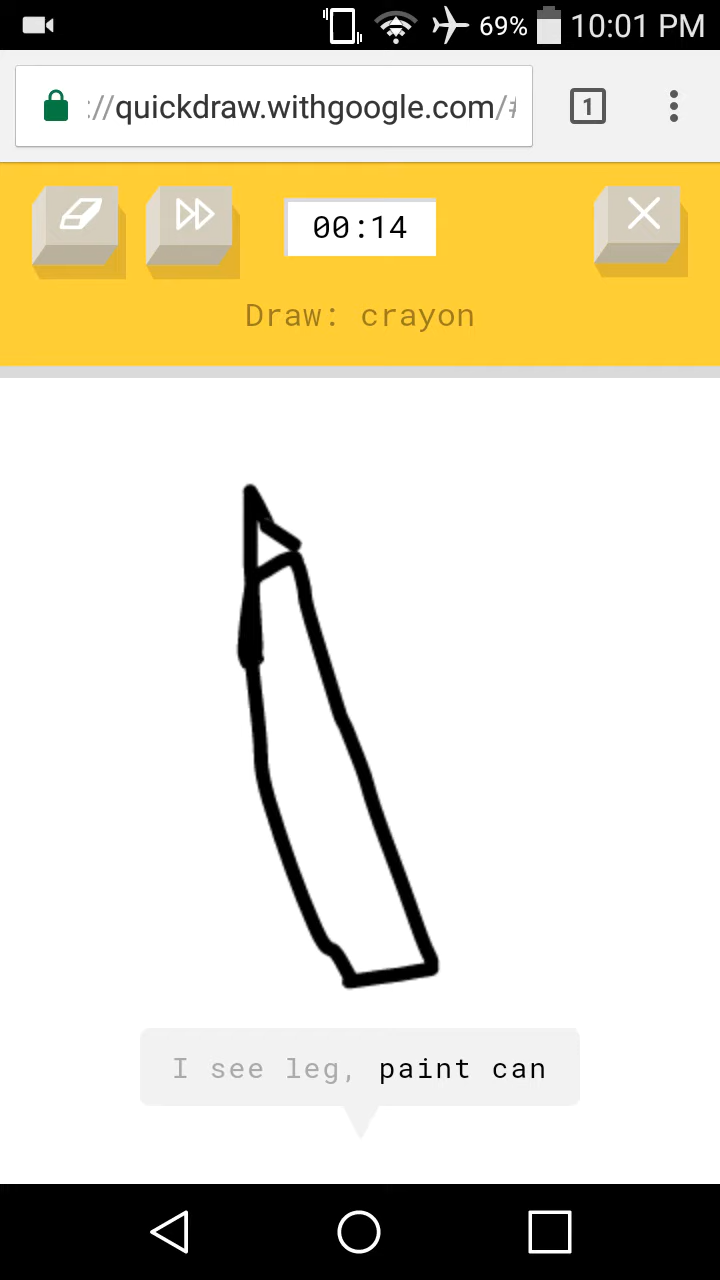 69% 10:01 PM
://quickdraw.withgoogle.com/#
1
00:14
Draw: crayon
I see leg, paint can